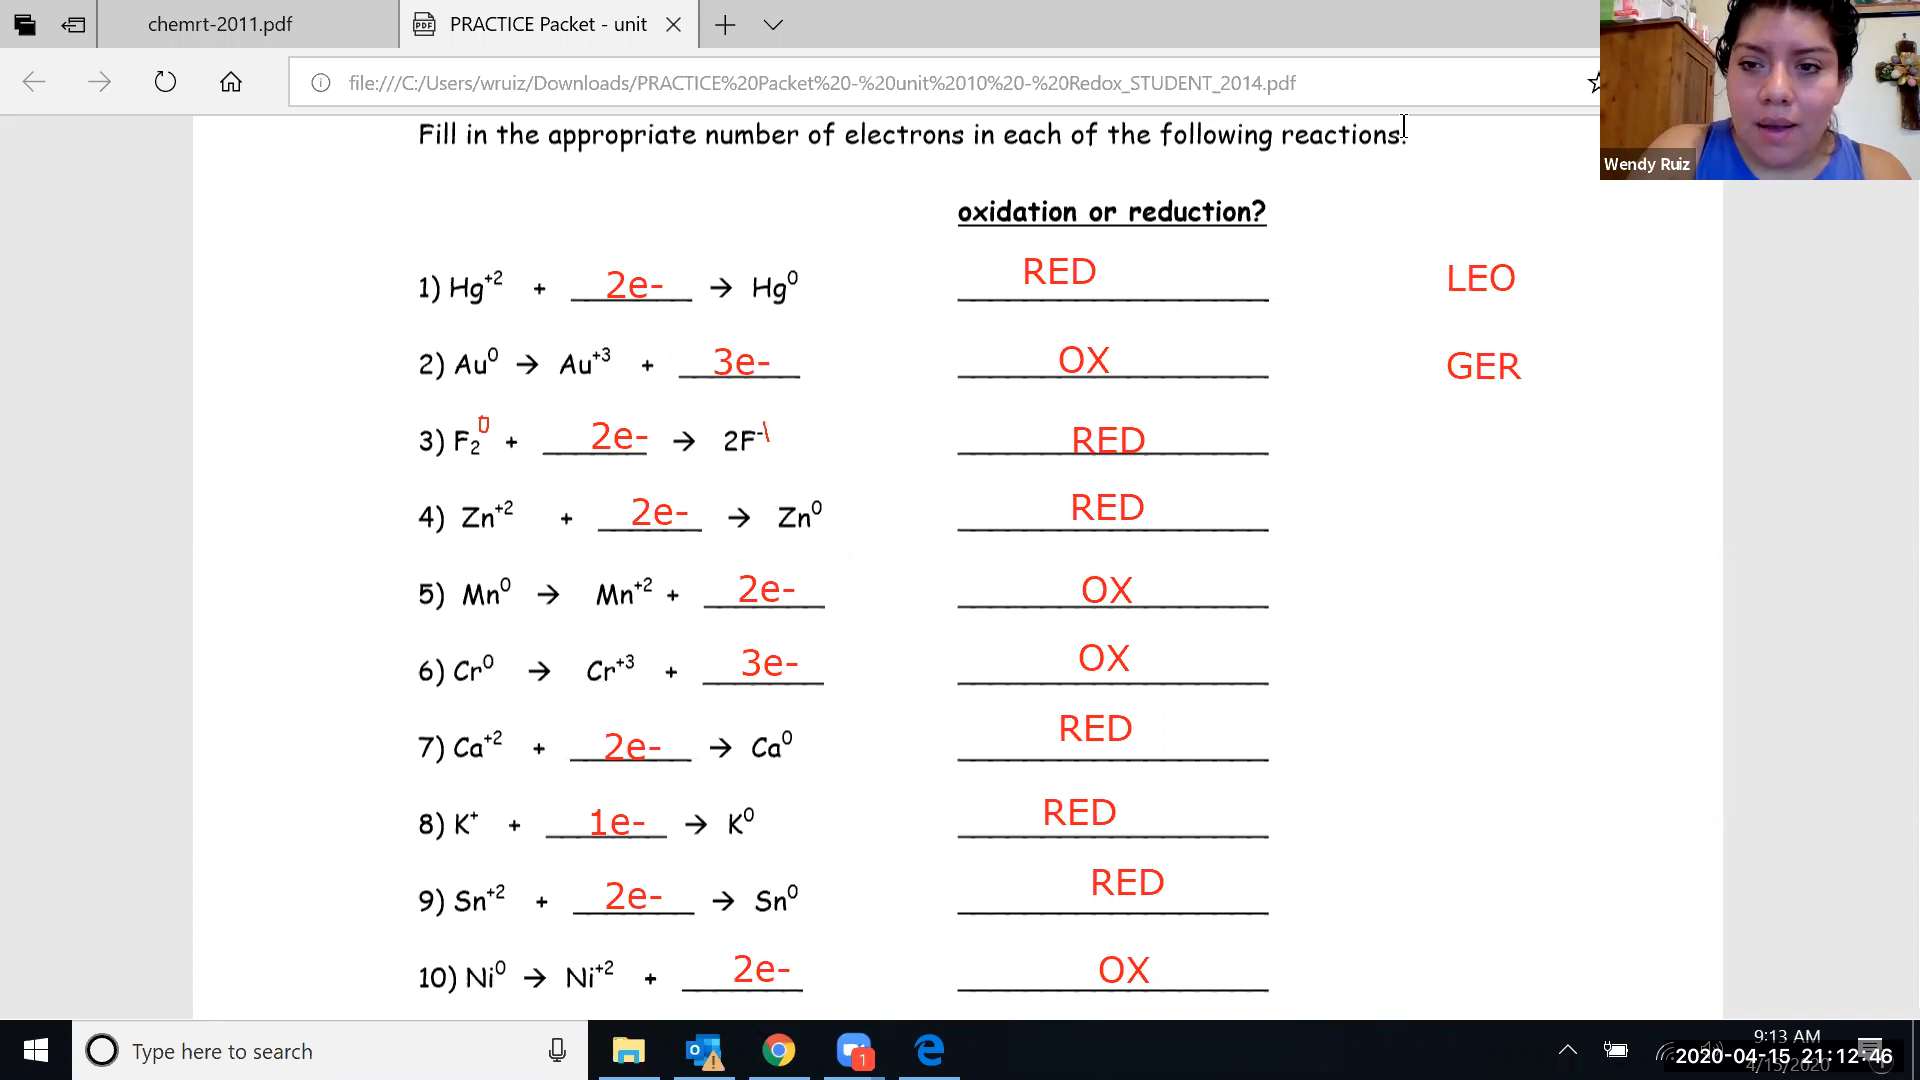 chemrt-2011.pdf
PRACTICE Packet - unit
file:///C:/Users/wruiz/Downloads/PRACTICE%20Packet%20-%20unit%2010%20-%20Redox_STUDENT_2014.pdf
Wendy Ruiz
Fill in the appropriate number of electrons in each of the following reactions.
oxidation or reduction?
1) Hg⁺² + 2e- → Hg⁰ RED LEO
2) Au⁰ → Au⁺³ + 3e- OX GER
3) F₂⁰ + 2e- → 2F⁻¹ RED
4) Zn⁺² + 2e- → Zn⁰ RED
5) Mn⁰ → Mn⁺² + 2e- OX
6) Cr⁰ → Cr⁺³ + 3e- OX
7) Ca⁺² + 2e- → Ca⁰ RED
8) K⁺ + 1e- → K⁰ RED
9) Sn⁺² + 2e- → Sn⁰ RED
10) Ni⁰ → Ni⁺² + 2e- OX
Type here to search
1
9:13 AM
2020-04-15 21:12:46
4/15/2020